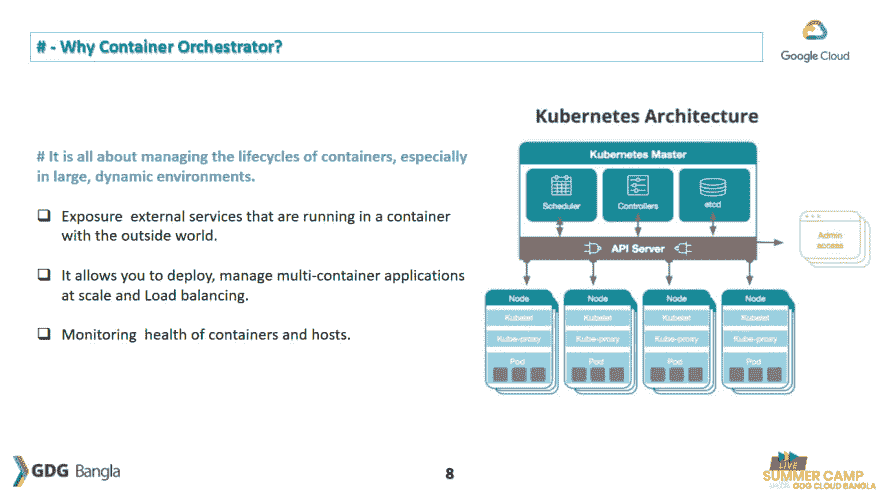 # - Why Container Orchestrator?
Google Cloud
# It is all about managing the lifecycles of containers, especially
in large, dynamic environments.
Exposure external services that are running in a container
with the outside world.
It allows you to deploy, manage multi-container applications
at scale and Load balancing.
Monitoring health of containers and hosts.
Kubernetes Architecture
Kubernetes Master
Scheduler
Controllers
etcd
API Server
Admin
access
Node
Kubelet
Kube-proxy
Pod
Node
Kubelet
Kube-proxy
Pod
Node
Kubelet
Kube-proxy
Pod
Node
Kubelet
Kube-proxy
Pod
GDG Bangla
8
LIVE
SUMMER CAMP
GDG CLOUD BANGLA